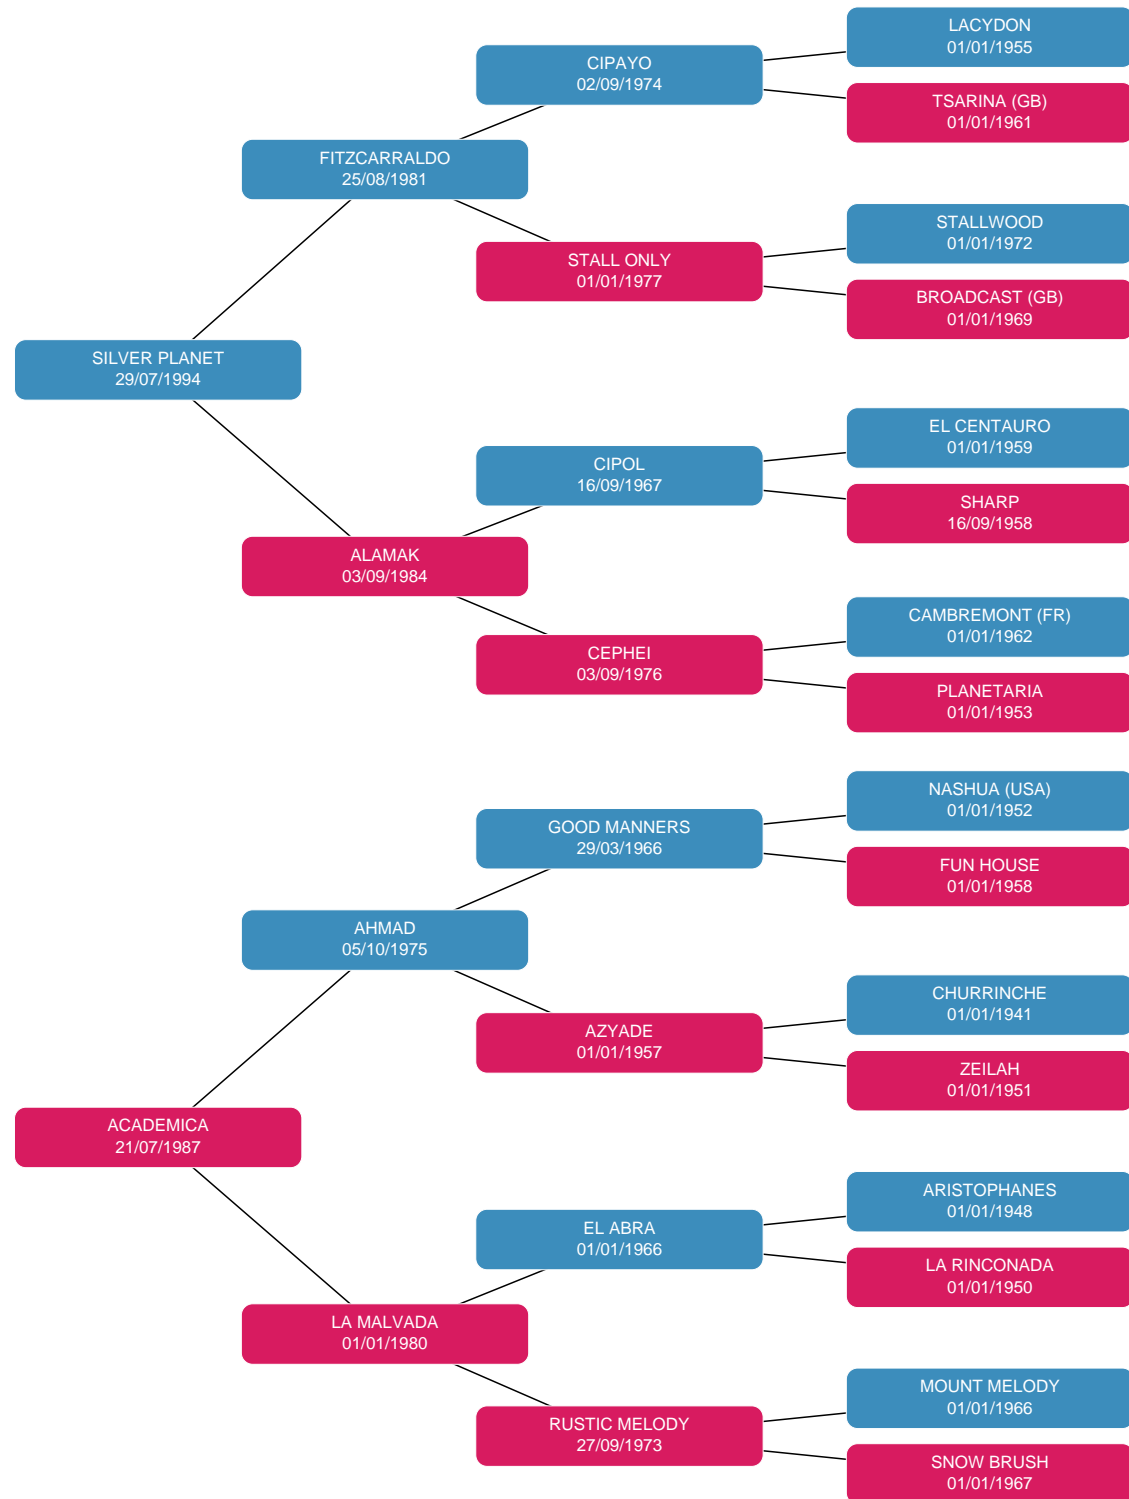 LACYDON
01/01/1955
CIPAYO
02/09/1974
TSARINA (GB)
01/01/1961
FITZCARRALDO
25/08/1981
STALLWOOD
01/01/1972
STALL ONLY
01/01/1977
BROADCAST (GB)
01/01/1969
SILVER PLANET
29/07/1994
EL CENTAURO
01/01/1959
CIPOL
16/09/1967
SHARP
16/09/1958
ALAMAK
03/09/1984
CAMBREMONT (FR)
01/01/1962
CEPHEI
03/09/1976
PLANETARIA
01/01/1953
NASHUA (USA)
01/01/1952
GOOD MANNERS
29/03/1966
FUN HOUSE
01/01/1958
AHMAD
05/10/1975
CHURRINCHE
01/01/1941
AZYADE
01/01/1957
ZEILAH
01/01/1951
ACADEMICA
21/07/1987
ARISTOPHANES
01/01/1948
EL ABRA
01/01/1966
LA RINCONADA
01/01/1950
LA MALVADA
01/01/1980
MOUNT MELODY
01/01/1966
RUSTIC MELODY
27/09/1973
SNOW BRUSH
01/01/1967